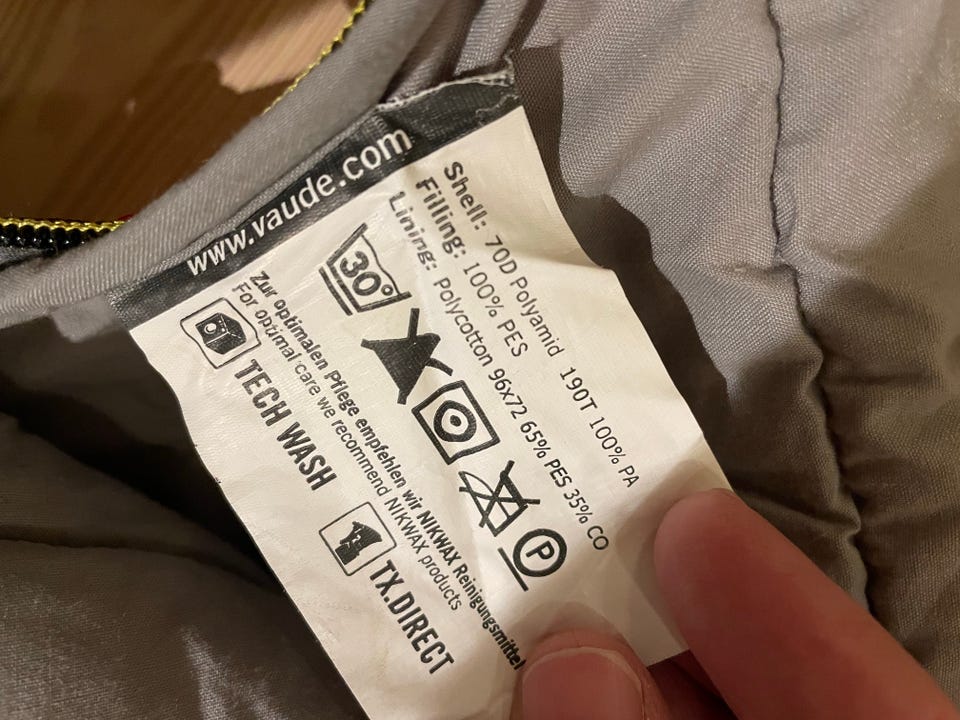 www.vaude.com
Shell: 70D Polyamid 190T 100% PA
Filling: 100% PES
Lining: Polycotton 96x72 65% PES 35% CO
30°
P
Zur optimalen Pflege empfehlen wir NIKWAX Reinigungsmittel
For optimal care we recommend NIKWAX products
TECH WASH
TX.DIRECT